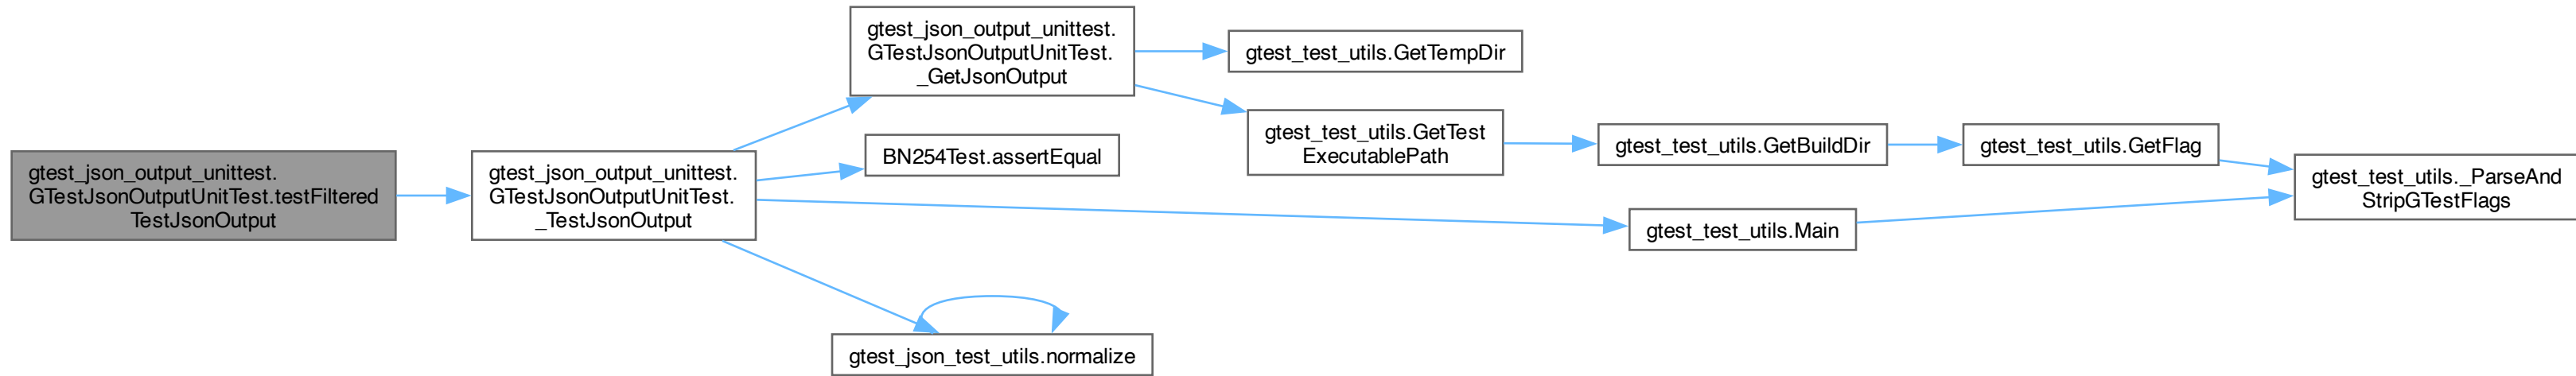 gtest_json_output_unittest.
GTestJsonOutputUnitTest.testFiltered
TestJsonOutput
gtest_json_output_unittest.
GTestJsonOutputUnitTest.
_TestJsonOutput
gtest_json_output_unittest.
GTestJsonOutputUnitTest.
_GetJsonOutput
gtest_test_utils.GetTempDir
gtest_test_utils.GetTest
ExecutablePath
gtest_test_utils.GetBuildDir
gtest_test_utils.GetFlag
gtest_test_utils._ParseAnd
StripGTestFlags
BN254Test.assertEqual
gtest_test_utils.Main
gtest_json_test_utils.normalize